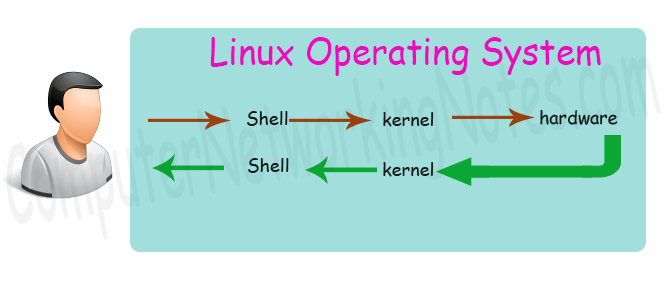 Linux Operating System
Shell kernel hardware
Shell kernel
ComputerNetworkingNotes.com